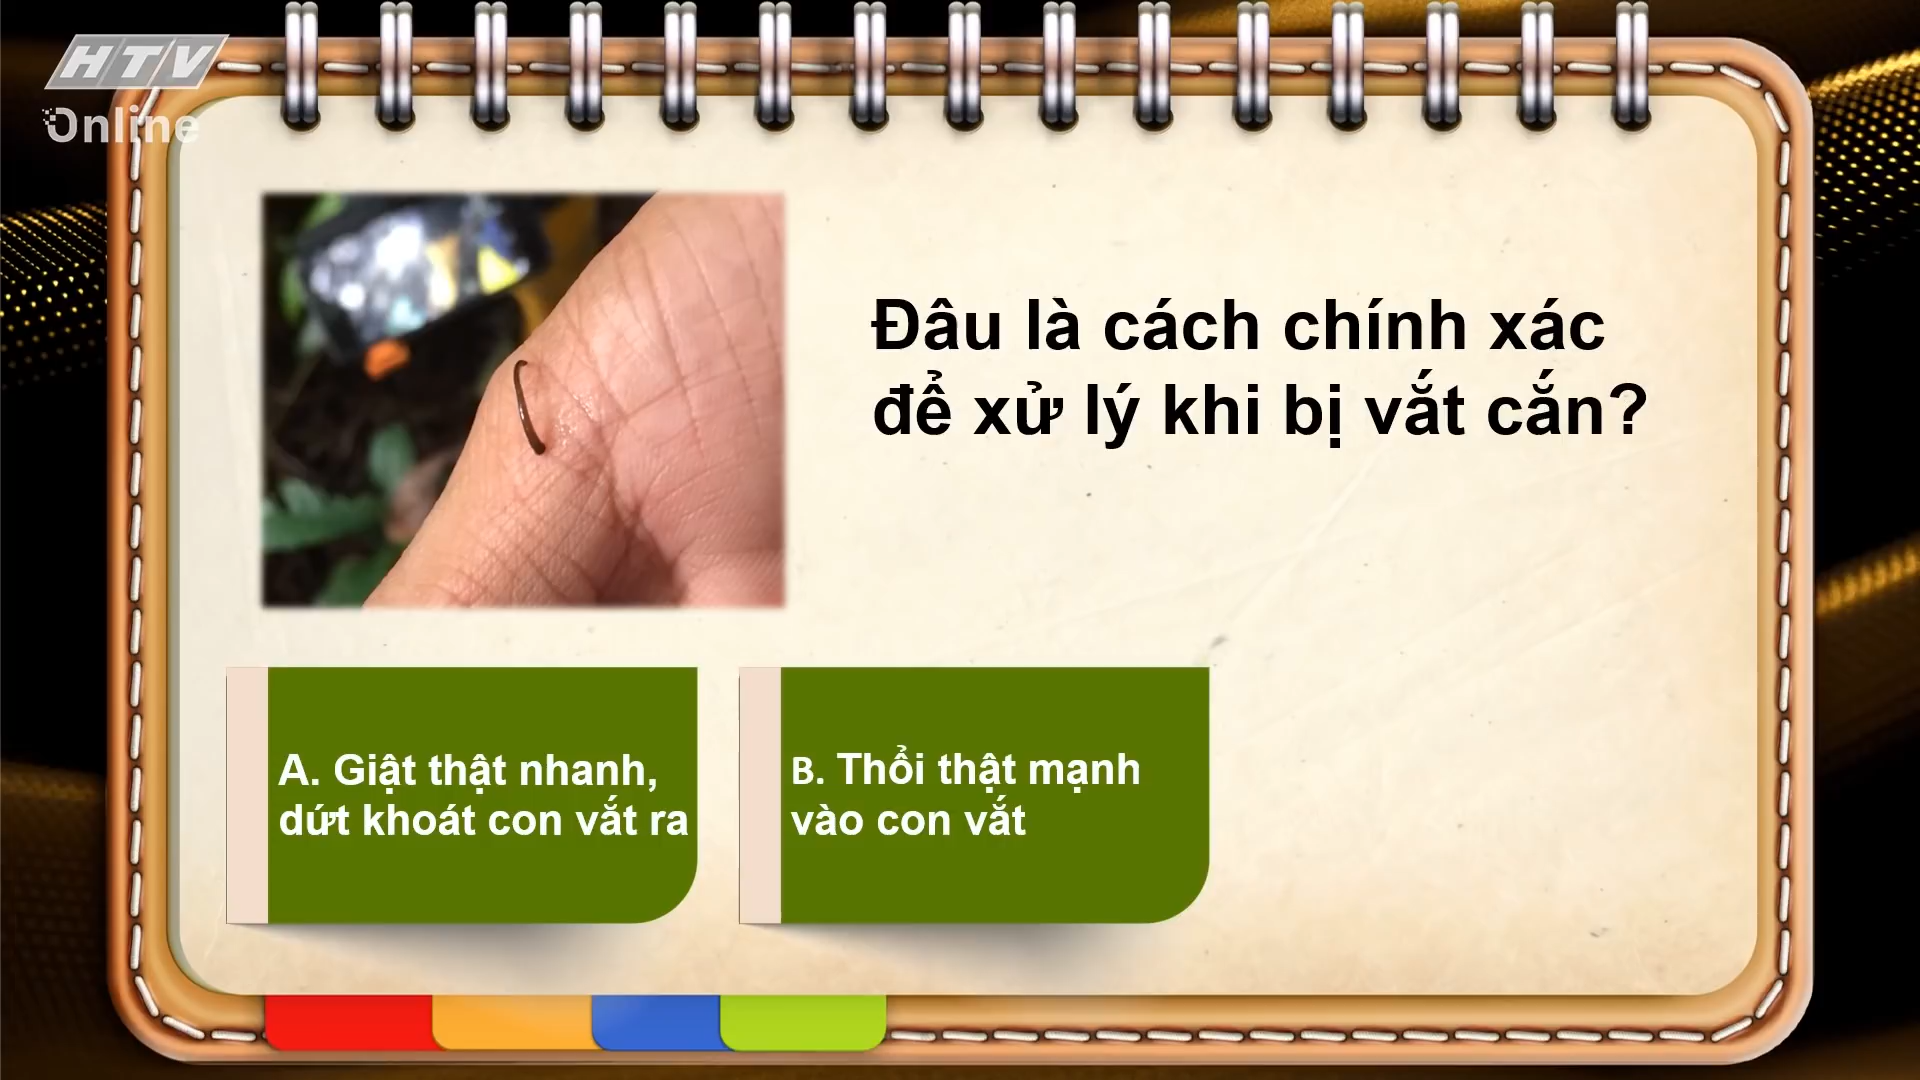 HTV
Online
Đâu là cách chính xác
để xử lý khi bị vắt cắn?
A. Giật thật nhanh,
dứt khoát con vắt ra
B. Thổi thật mạnh
vào con vắt